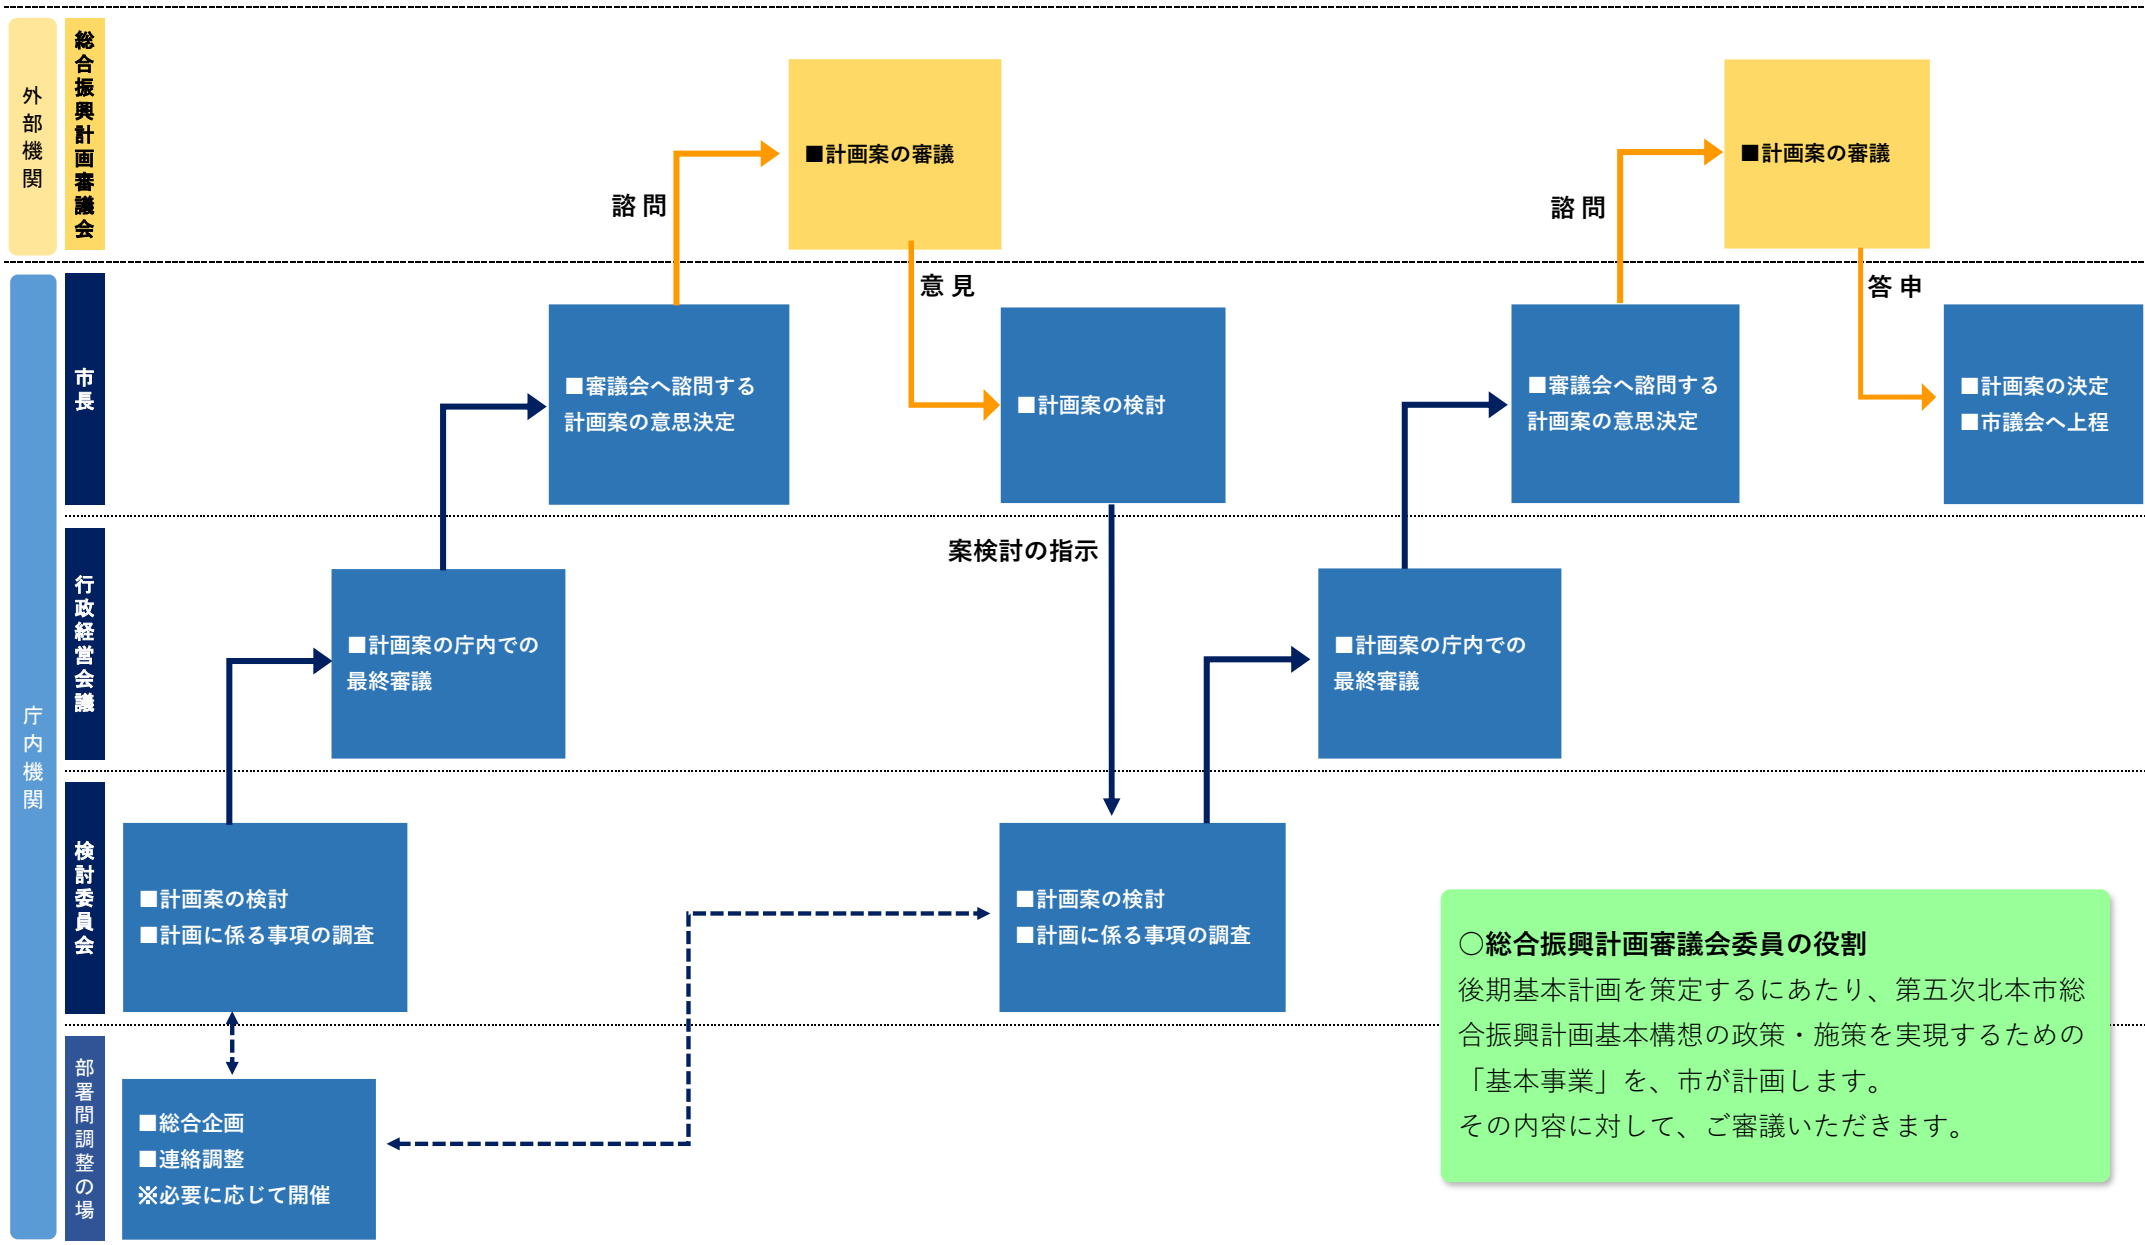 外部機関
総合振興計画審議会
■計画案の審議
■計画案の審議
諮 問
諮 問
意 見
答 申
庁内機関
市長
■審議会へ諮問する
計画案の意思決定
■計画案の検討
■審議会へ諮問する
計画案の意思決定
■計画案の決定
■市議会へ上程
案検討の指示
行政経営会議
■計画案の庁内での
最終審議
■計画案の庁内での
最終審議
検討委員会
■計画案の検討
■計画に係る事項の調査
■計画案の検討
■計画に係る事項の調査
部署間調整の場
■総合企画
■連絡調整
※必要に応じて開催
○総合振興計画審議会委員の役割
後期基本計画を策定するにあたり、第五次北本市総
合振興計画基本構想の政策・施策を実現するための
「基本事業」を、市が計画します。
その内容に対して、ご審議いただきます。